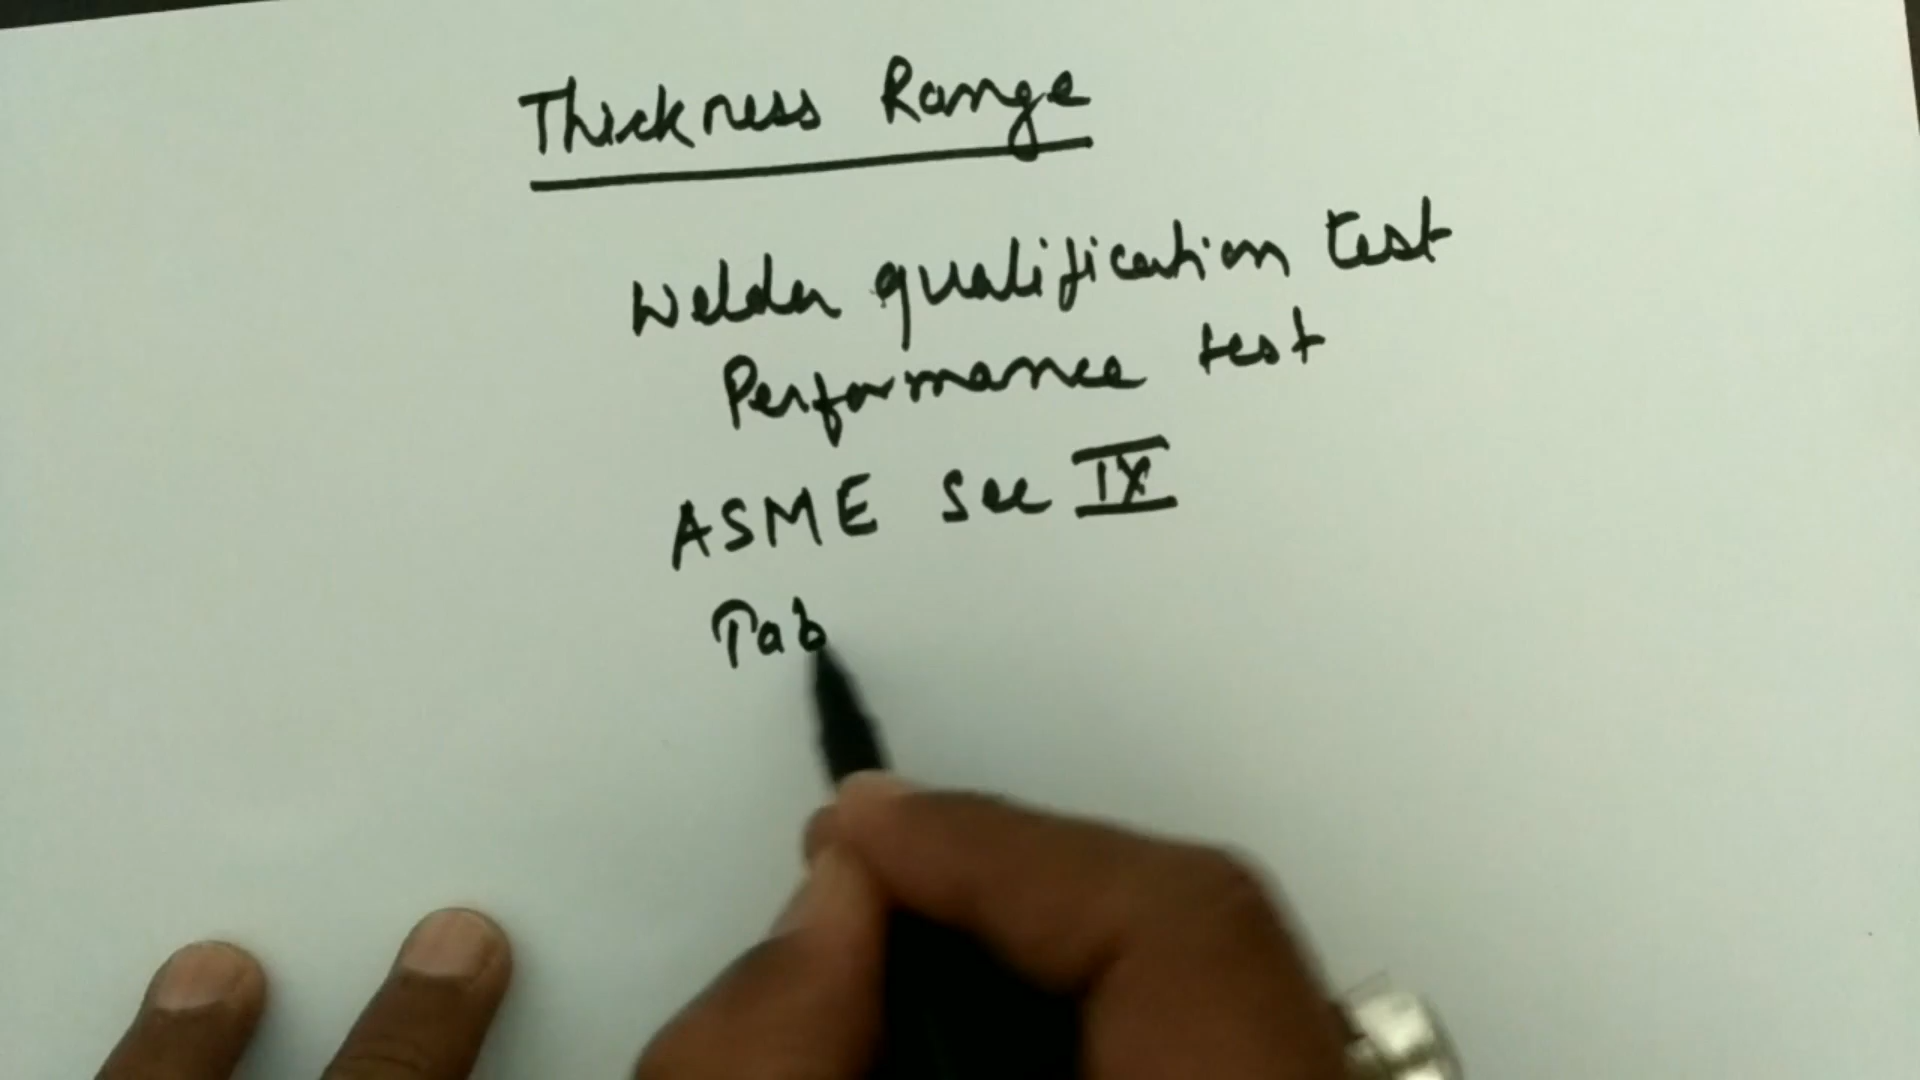 Thickness Range
Welder qualification test
Performance test
ASME Sec IX
Tab